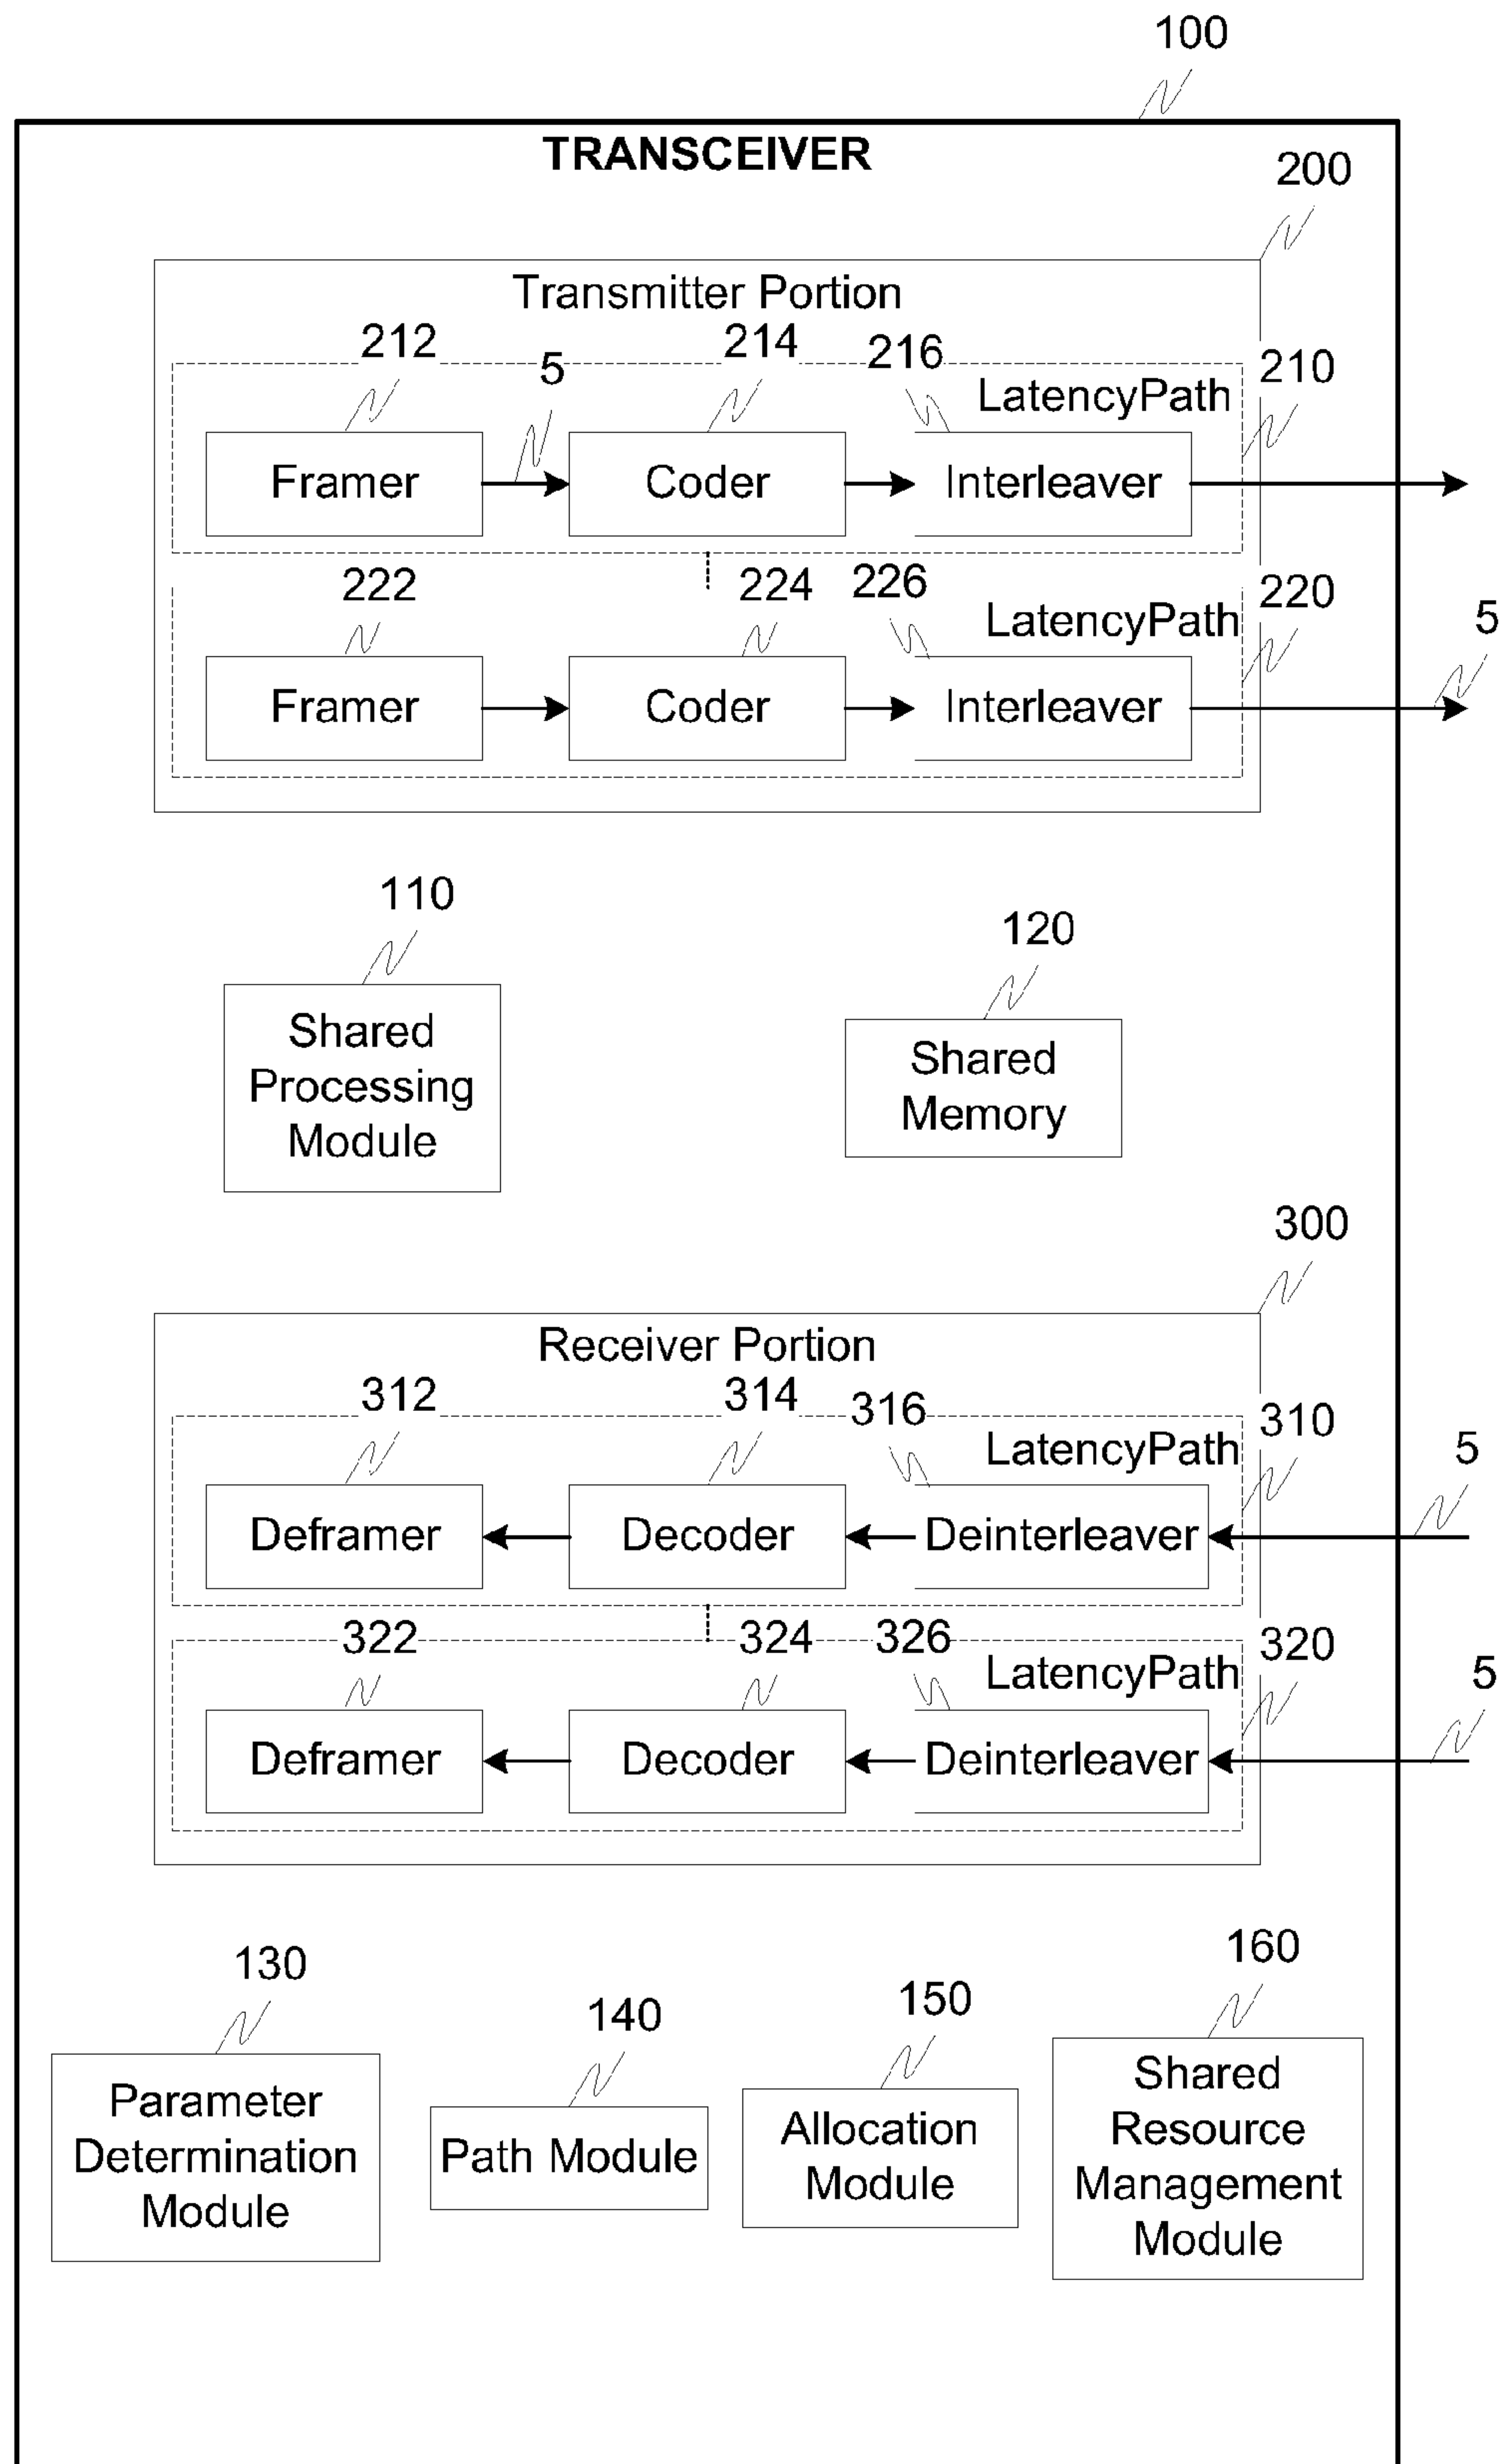 100
TRANSCEIVER
200
Transmitter Portion
212
5
214
216
210
LatencyPath
Framer
Coder
Interleaver
222
224
226
220
5
LatencyPath
Framer
Coder
Interleaver
110
120
Shared
Processing
Module
Shared
Memory
300
Receiver Portion
312
314
316
310
5
LatencyPath
Deframer
Decoder
Deinterleaver
322
324
326
320
5
LatencyPath
Deframer
Decoder
Deinterleaver
130
140
150
160
Parameter
Determination
Module
Path Module
Allocation
Module
Shared
Resource
Management
Module